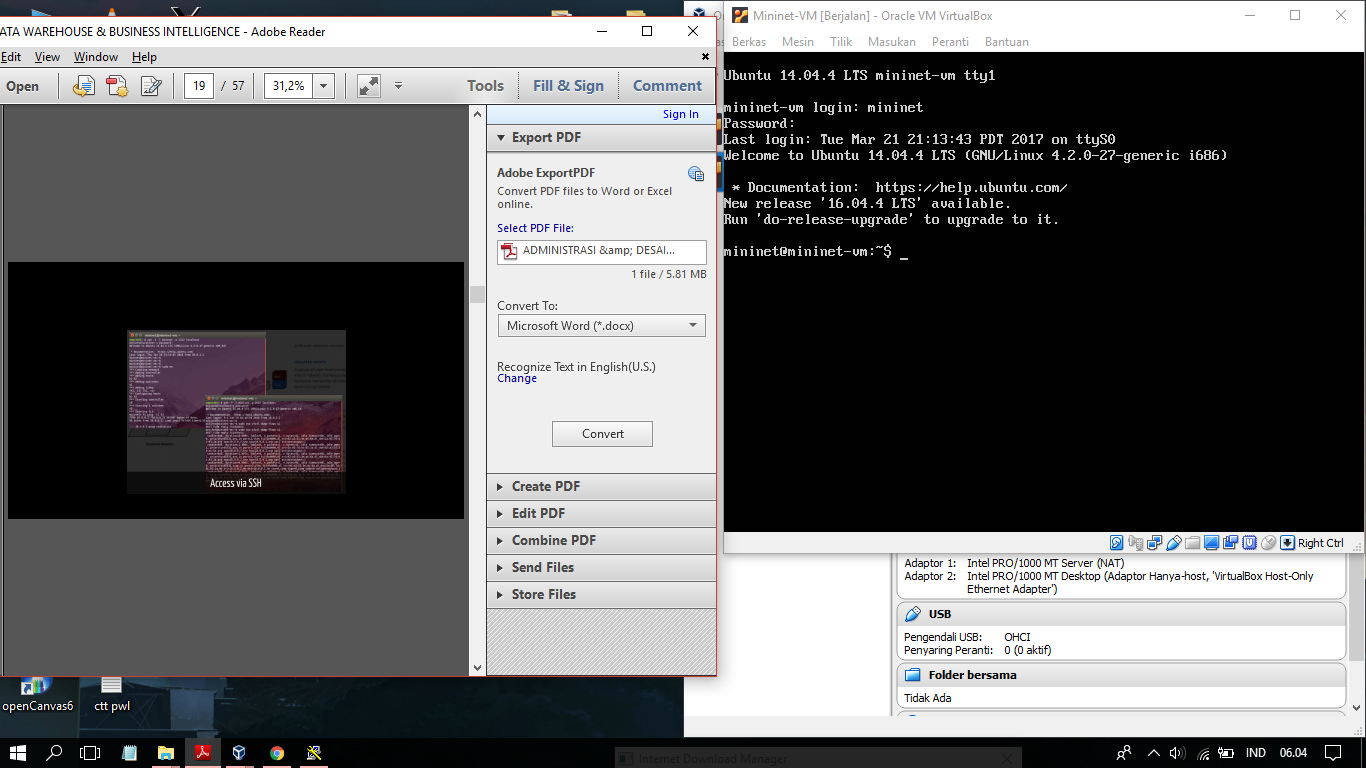 ATA WAREHOUSE & BUSINESS INTELLIGENCE - Adobe Reader
Edit View Window Help
Open
19 / 57
31,2%
Tools
Fill & Sign
Comment
Sign In
Export PDF
Adobe ExportPDF
Convert PDF files to Word or Excel
online.
Select PDF File:
ADMINISTRASI &amp; DESAI...
1 file / 5.81 MB
Convert To:
Microsoft Word (*.docx)
Recognize Text in English(U.S.)
Change
Convert
Create PDF
Edit PDF
Combine PDF
Send Files
Store Files
Access via SSH
Mininet-VM [Berjalan] - Oracle VM VirtualBox
Berkas Mesin Tilik Masukan Peranti Bantuan
Ubuntu 14.04.4 LTS mininet-vm tty1
mininet-vm login: mininet
Password:
Last login: Tue Mar 21 21:13:43 PDT 2017 on ttyS0
Welcome to Ubuntu 14.04.4 LTS (GNU/Linux 4.2.0-27-generic i686)
* Documentation: https://help.ubuntu.com/
New release '16.04.4 LTS' available.
Run 'do-release-upgrade' to upgrade to it.
mininet@mininet-vm:~$ _
Right Ctrl
Adaptor 1: Intel PRO/1000 MT Server (NAT)
Adaptor 2: Intel PRO/1000 MT Desktop (Adaptor Hanya-host, 'VirtualBox Host-Only
Ethernet Adapter')
USB
Pengendali USB: OHCI
Penyaring Peranti: 0 (0 aktif)
Folder bersama
Tidak Ada
openCanvas6
ctt pwl
Internet Download Manager
IND
06.04